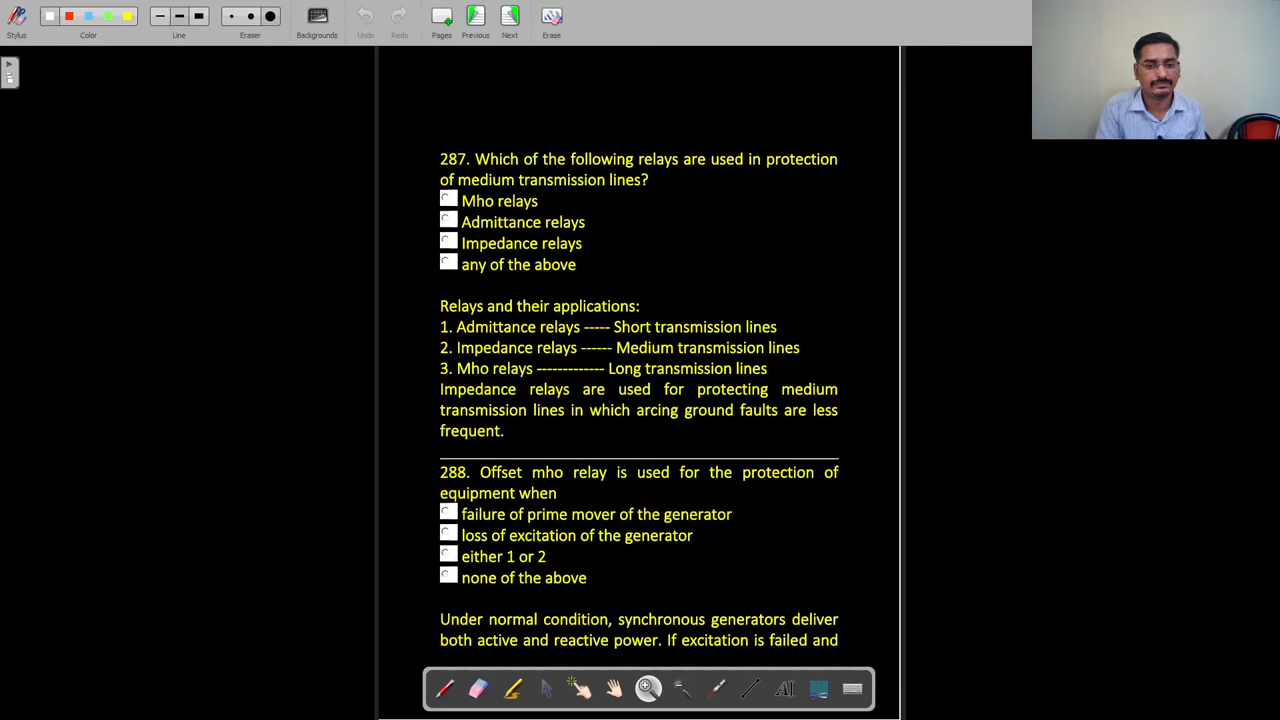 Stylus
Color
Line
Eraser
Backgrounds
Undo
Redo
Pages
Previous
Next
Erase
287. Which of the following relays are used in protection
of medium transmission lines?
Mho relays
Admittance relays
Impedance relays
any of the above
Relays and their applications:
1. Admittance relays ----- Short transmission lines
2. Impedance relays ------ Medium transmission lines
3. Mho relays ------------- Long transmission lines
Impedance relays are used for protecting medium
transmission lines in which arcing ground faults are less
frequent.
288. Offset mho relay is used for the protection of
equipment when
failure of prime mover of the generator
loss of excitation of the generator
either 1 or 2
none of the above
Under normal condition, synchronous generators deliver
both active and reactive power. If excitation is failed and
AI